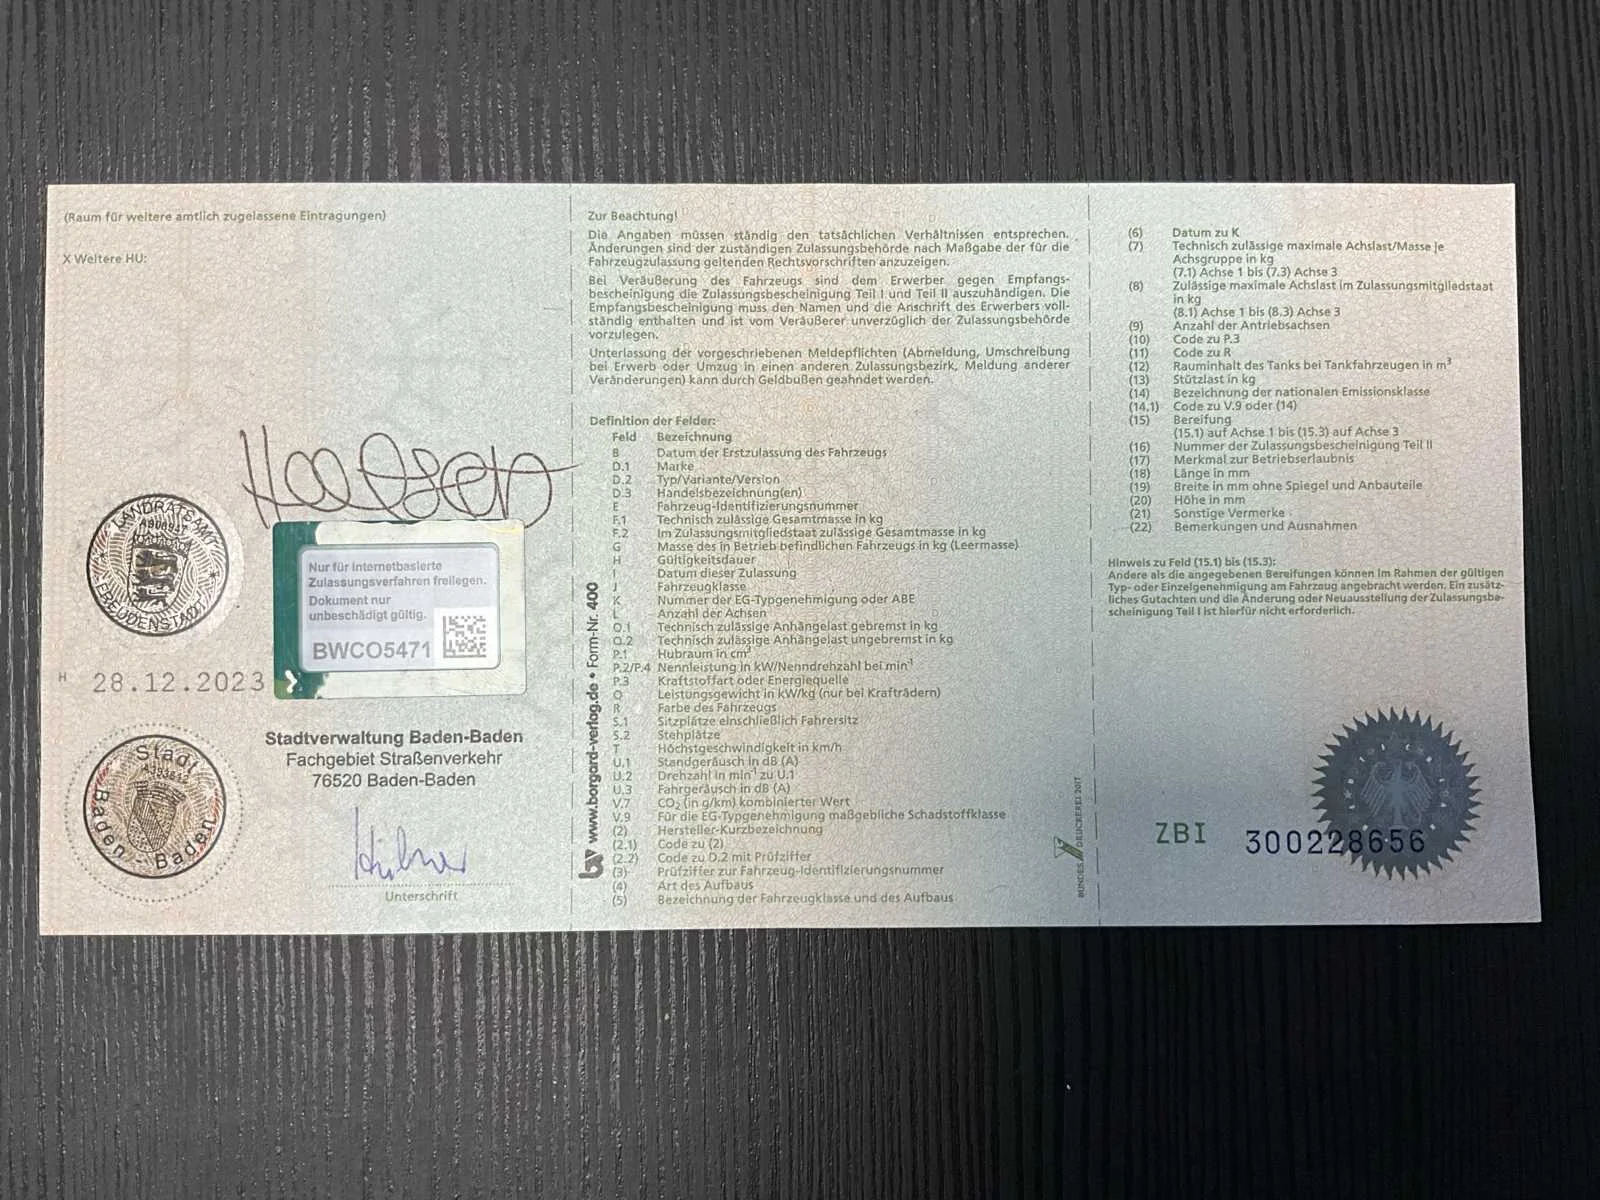 (Raum für weitere amtlich zugelassene Eintragungen)
X Weitere HU:
LANDRATSAMT
FREUDENSTADT
Nur für internetbasierte
Zulassungsverfahren freilegen.
Dokument nur
unbeschädigt gültig.
BWCO5471
H 28.12.2023
Stadt
Baden-Baden
Stadtverwaltung Baden-Baden
Fachgebiet Straßenverkehr
76520 Baden-Baden
Unterschrift
www.borgard-verlag.de • Form-Nr. 400
Zur Beachtung!
Die Angaben müssen ständig den tatsächlichen Verhältnissen entsprechen.
Änderungen sind der zuständigen Zulassungsbehörde nach Maßgabe der für die
Fahrzeugzulassung geltenden Rechtsvorschriften anzuzeigen.
Bei Veräußerung des Fahrzeugs sind dem Erwerber gegen Empfangs-
bescheinigung die Zulassungsbescheinigung Teil I und Teil II auszuhändigen. Die
Empfangsbescheinigung muss den Namen und die Anschrift des Erwerbers voll-
ständig enthalten und ist vom Veräußerer unverzüglich der Zulassungsbehörde
vorzulegen.
Unterlassung der vorgeschriebenen Meldepflichten (Abmeldung, Umschreibung
bei Erwerb oder Umzug in einen anderen Zulassungsbezirk, Meldung anderer
Veränderungen) kann durch Geldbußen geahndet werden.
Definition der Felder:
Feld Bezeichnung
B Datum der Erstzulassung des Fahrzeugs
D.1 Marke
D.2 Typ/Variante/Version
D.3 Handelsbezeichnung(en)
E Fahrzeug-Identifizierungsnummer
F.1 Technisch zulässige Gesamtmasse in kg
F.2 Im Zulassungsmitgliedstaat zulässige Gesamtmasse in kg
G Masse des in Betrieb befindlichen Fahrzeugs in kg (Leermasse)
H Gültigkeitsdauer
I Datum dieser Zulassung
J Fahrzeugklasse
K Nummer der EG-Typgenehmigung oder ABE
L Anzahl der Achsen
O.1 Technisch zulässige Anhängelast gebremst in kg
O.2 Technisch zulässige Anhängelast ungebremst in kg
P.1 Hubraum in cm³
P.2/P.4 Nennleistung in kW/Nenndrehzahl bei min⁻¹
P.3 Kraftstoffart oder Energiequelle
Q Leistungsgewicht in kW/kg (nur bei Krafträdern)
R Farbe des Fahrzeugs
S.1 Sitzplätze einschließlich Fahrersitz
S.2 Stehplätze
T Höchstgeschwindigkeit in km/h
U.1 Standgeräusch in dB (A)
U.2 Drehzahl in min⁻¹ zu U.1
U.3 Fahrgeräusch in dB (A)
V.7 CO₂ (in g/km) kombinierter Wert
V.9 Für die EG-Typgenehmigung maßgebliche Schadstoffklasse
(2) Hersteller-Kurzbezeichnung
(2.1) Code zu (2)
(2.2) Code zu D.2 mit Prüfziffer
(3) Prüfziffer zur Fahrzeug-Identifizierungsnummer
(4) Art des Aufbaus
(5) Bezeichnung der Fahrzeugklasse und des Aufbaus
BUNDESDRUCKEREI 2017
(6) Datum zu K
(7) Technisch zulässige maximale Achslast/Masse je
Achsgruppe in kg
(7.1) Achse 1 bis (7.3) Achse 3
(8) Zulässige maximale Achslast im Zulassungsmitgliedstaat
in kg
(8.1) Achse 1 bis (8.3) Achse 3
(9) Anzahl der Antriebsachsen
(10) Code zu P.3
(11) Code zu R
(12) Rauminhalt des Tanks bei Tankfahrzeugen in m³
(13) Stützlast in kg
(14) Bezeichnung der nationalen Emissionsklasse
(14.1) Code zu V.9 oder (14)
(15) Bereifung
(15.1) auf Achse 1 bis (15.3) auf Achse 3
(16) Nummer der Zulassungsbescheinigung Teil II
(17) Merkmal zur Betriebserlaubnis
(18) Länge in mm
(19) Breite in mm ohne Spiegel und Anbauteile
(20) Höhe in mm
(21) Sonstige Vermerke
(22) Bemerkungen und Ausnahmen
Hinweis zu Feld (15.1) bis (15.3):
Andere als die angegebenen Bereifungen können im Rahmen der gültigen
Typ- oder Einzelgenehmigung am Fahrzeug angebracht werden. Ein zusätz-
liches Gutachten und die Änderung oder Neuausstellung der Zulassungsbe-
scheinigung Teil I ist hierfür nicht erforderlich.
ZBI 300228656